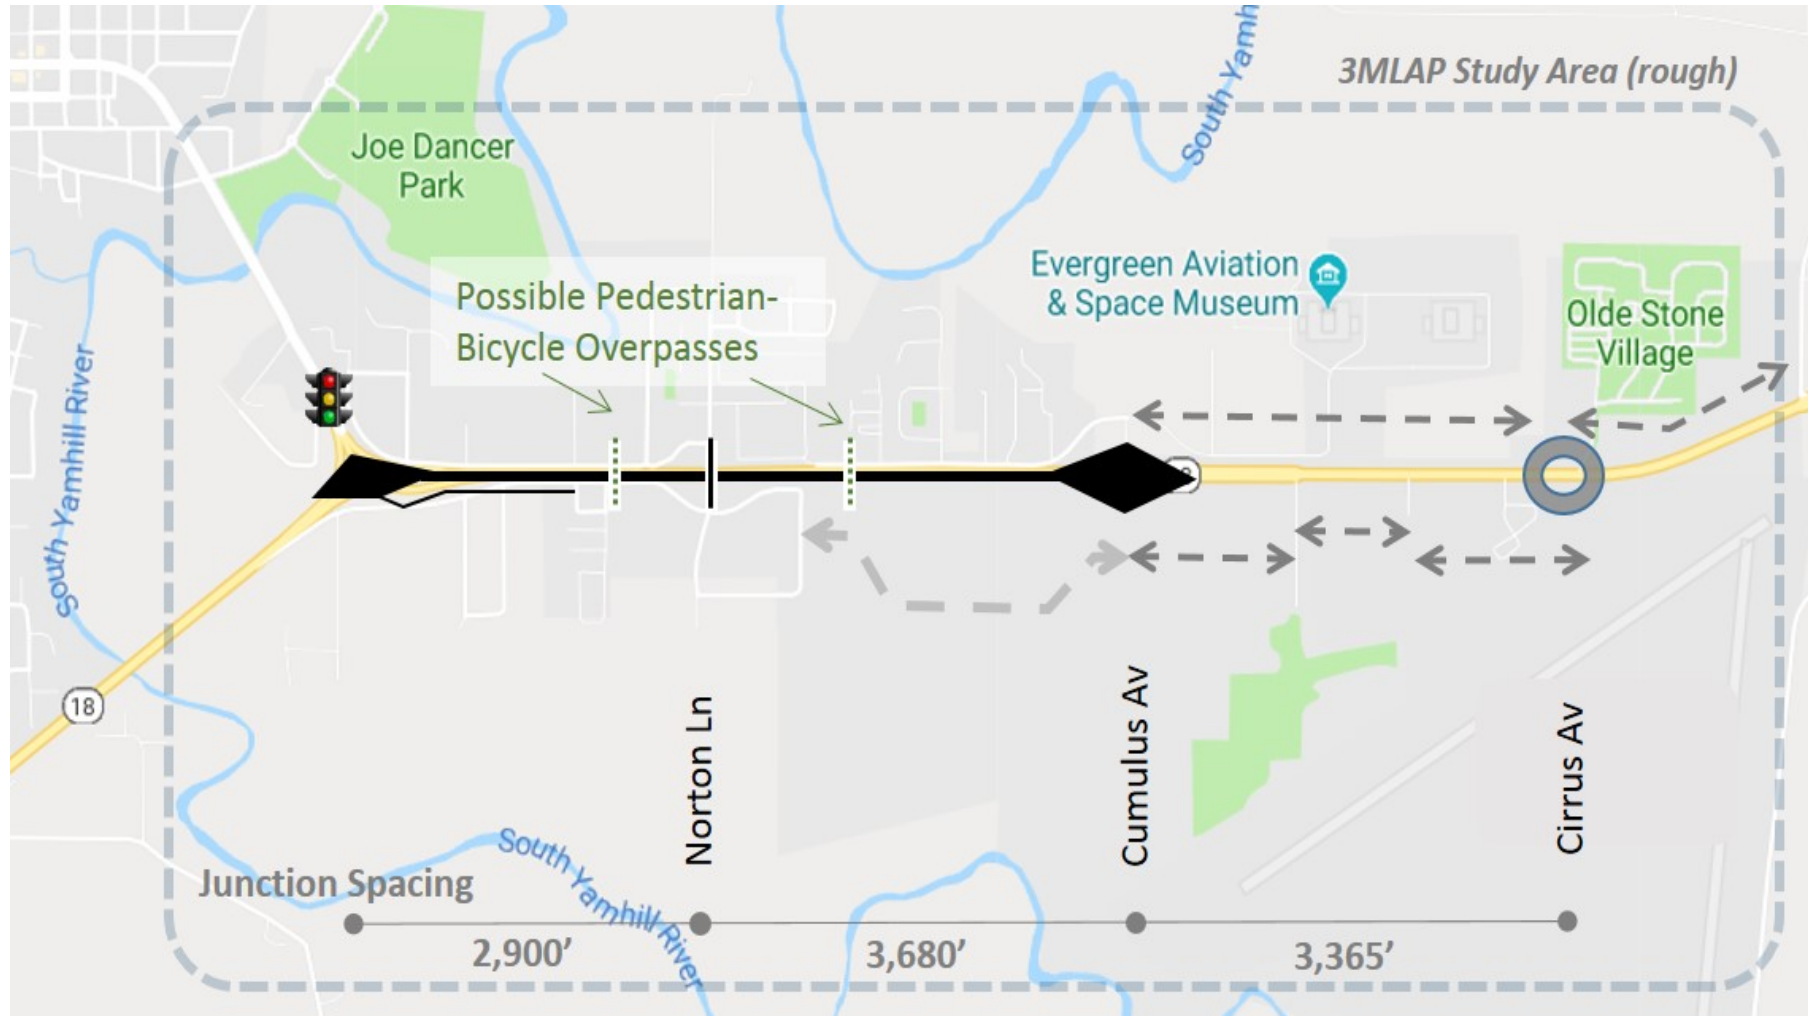 3MLAP Study Area (rough)
South Yamh
Joe Dancer
Park
Possible Pedestrian-
Bicycle Overpasses
Evergreen Aviation
& Space Museum
Olde Stone
Village
South Yamhill River
18
Norton Ln
Cumulus Av
Cirrus Av
South Yamhill River
Junction Spacing
2,900’
3,680’
3,365’